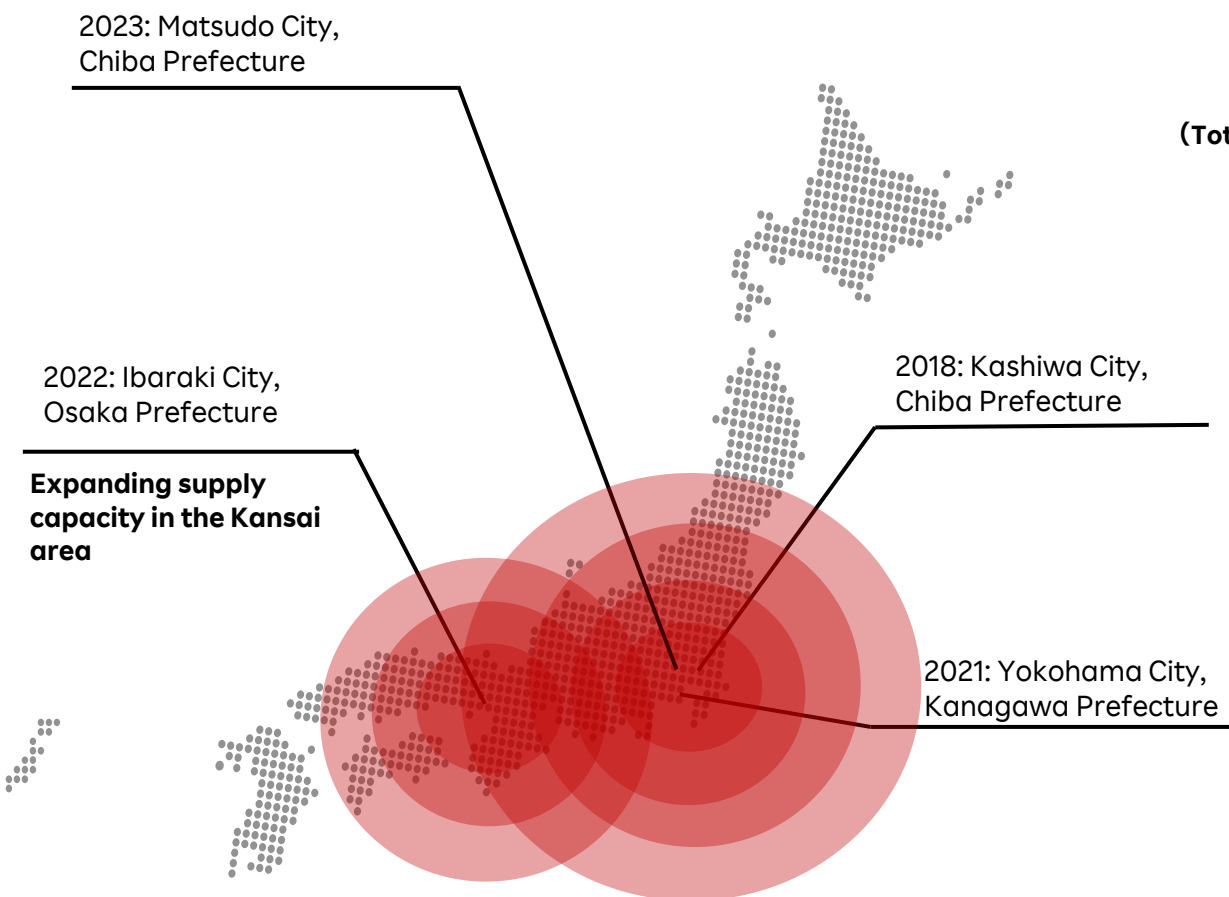 2023: Matsudo City,
Chiba Prefecture
(Tot
2022: Ibaraki City,
Osaka Prefecture
Expanding supply
capacity in the Kansai
area
2018: Kashiwa City,
Chiba Prefecture
2021: Yokohama City,
Kanagawa Prefecture